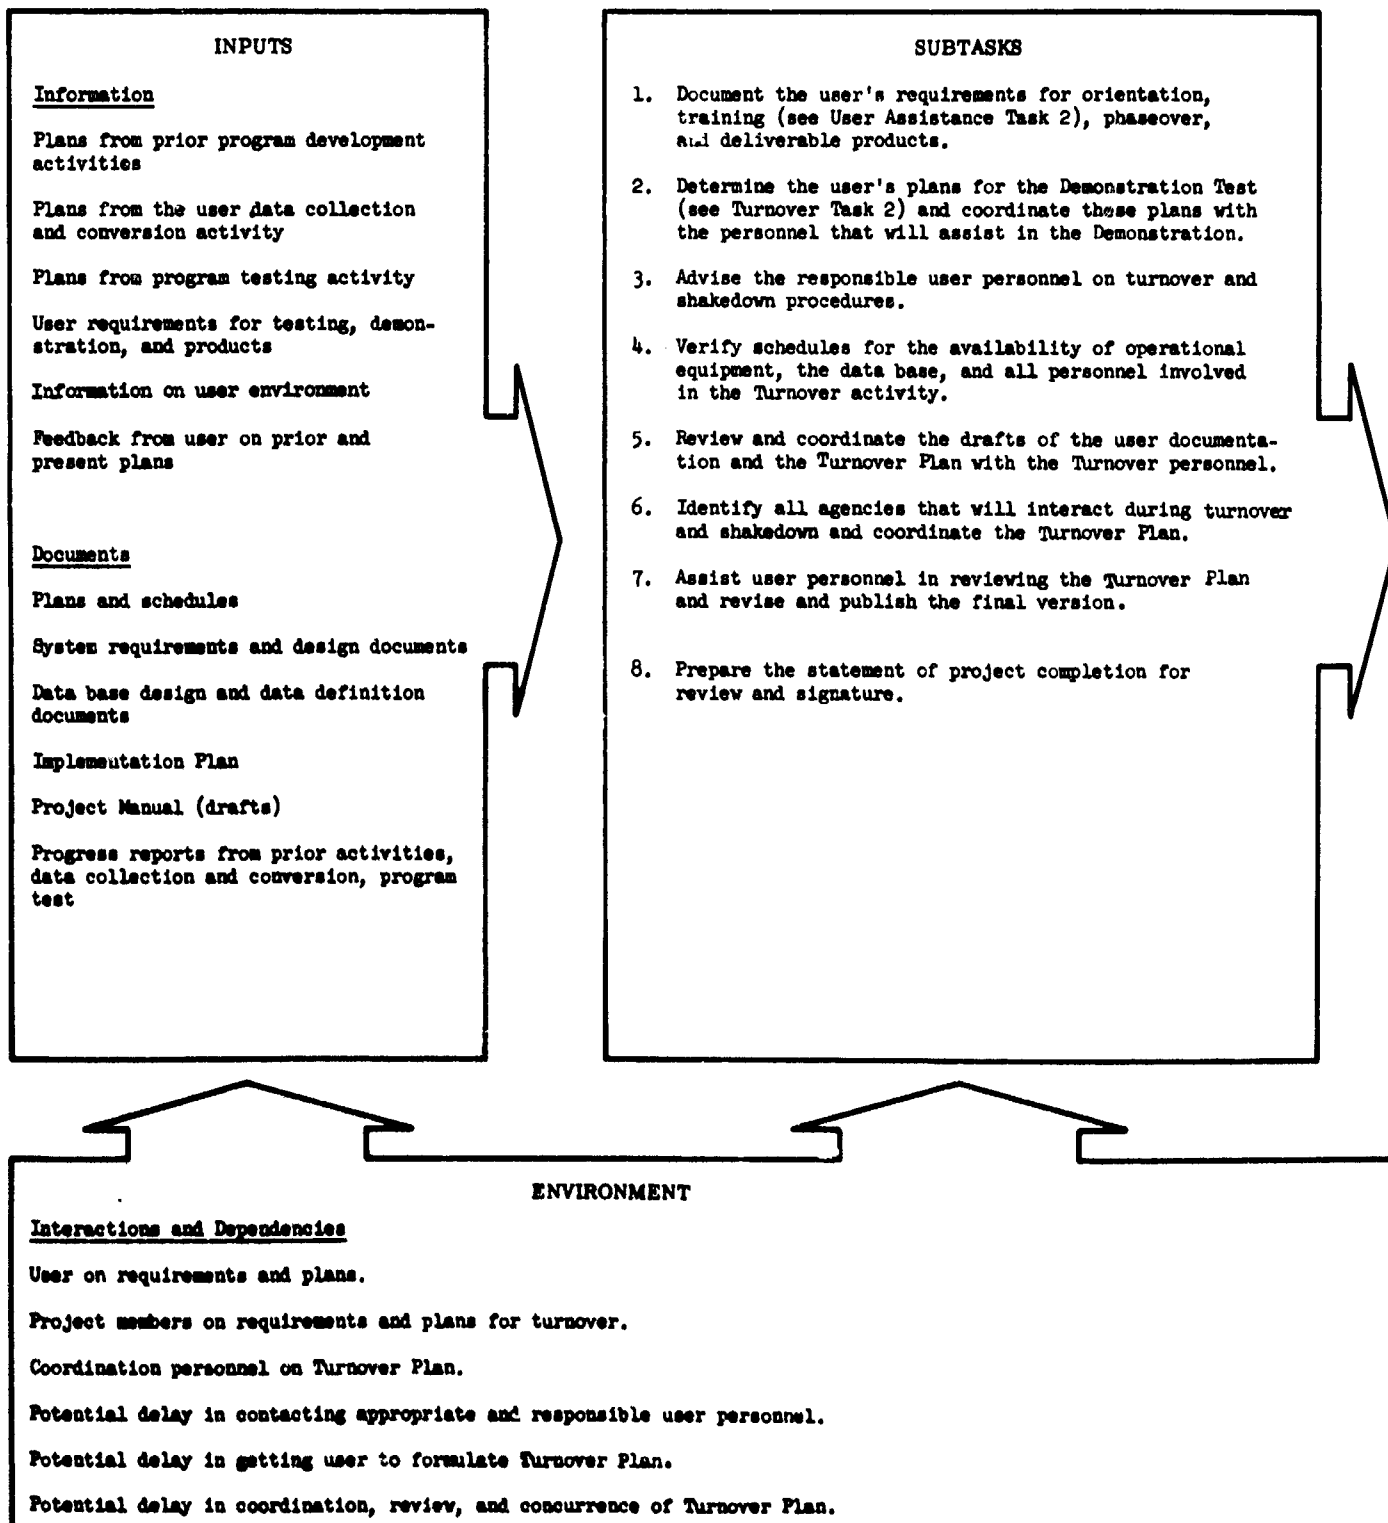 INPUTS
Information
Plans from prior program development
activities
Plans from the user data collection
and conversion activity
Plans from program testing activity
User requirements for testing, demon-
stration, and products
Information on user environment
Feedback from user on prior and
present plans
Documents
Plans and schedules
System requirements and design documents
Data base design and data definition
documents
Implementation Plan
Project Manual (drafts)
Progress reports from prior activities,
data collection and conversion, program
test
SUBTASKS
1. Document the user's requirements for orientation,
training (see User Assistance Task 2), phaseover,
and deliverable products.
2. Determine the user's plans for the Demonstration Test
(see Turnover Task 2) and coordinate these plans with
the personnel that will assist in the Demonstration.
3. Advise the responsible user personnel on turnover and
shakedown procedures.
4. Verify schedules for the availability of operational
equipment, the data base, and all personnel involved
in the Turnover activity.
5. Review and coordinate the drafts of the user documenta-
tion and the Turnover Plan with the Turnover personnel.
6. Identify all agencies that will interact during turnover
and shakedown and coordinate the Turnover Plan.
7. Assist user personnel in reviewing the Turnover Plan
and revise and publish the final version.
8. Prepare the statement of project completion for
review and signature.
ENVIRONMENT
Interactions and Dependencies
User on requirements and plans.
Project members on requirements and plans for turnover.
Coordination personnel on Turnover Plan.
Potential delay in contacting appropriate and responsible user personnel.
Potential delay in getting user to formulate Turnover Plan.
Potential delay in coordination, review, and concurrence of Turnover Plan.